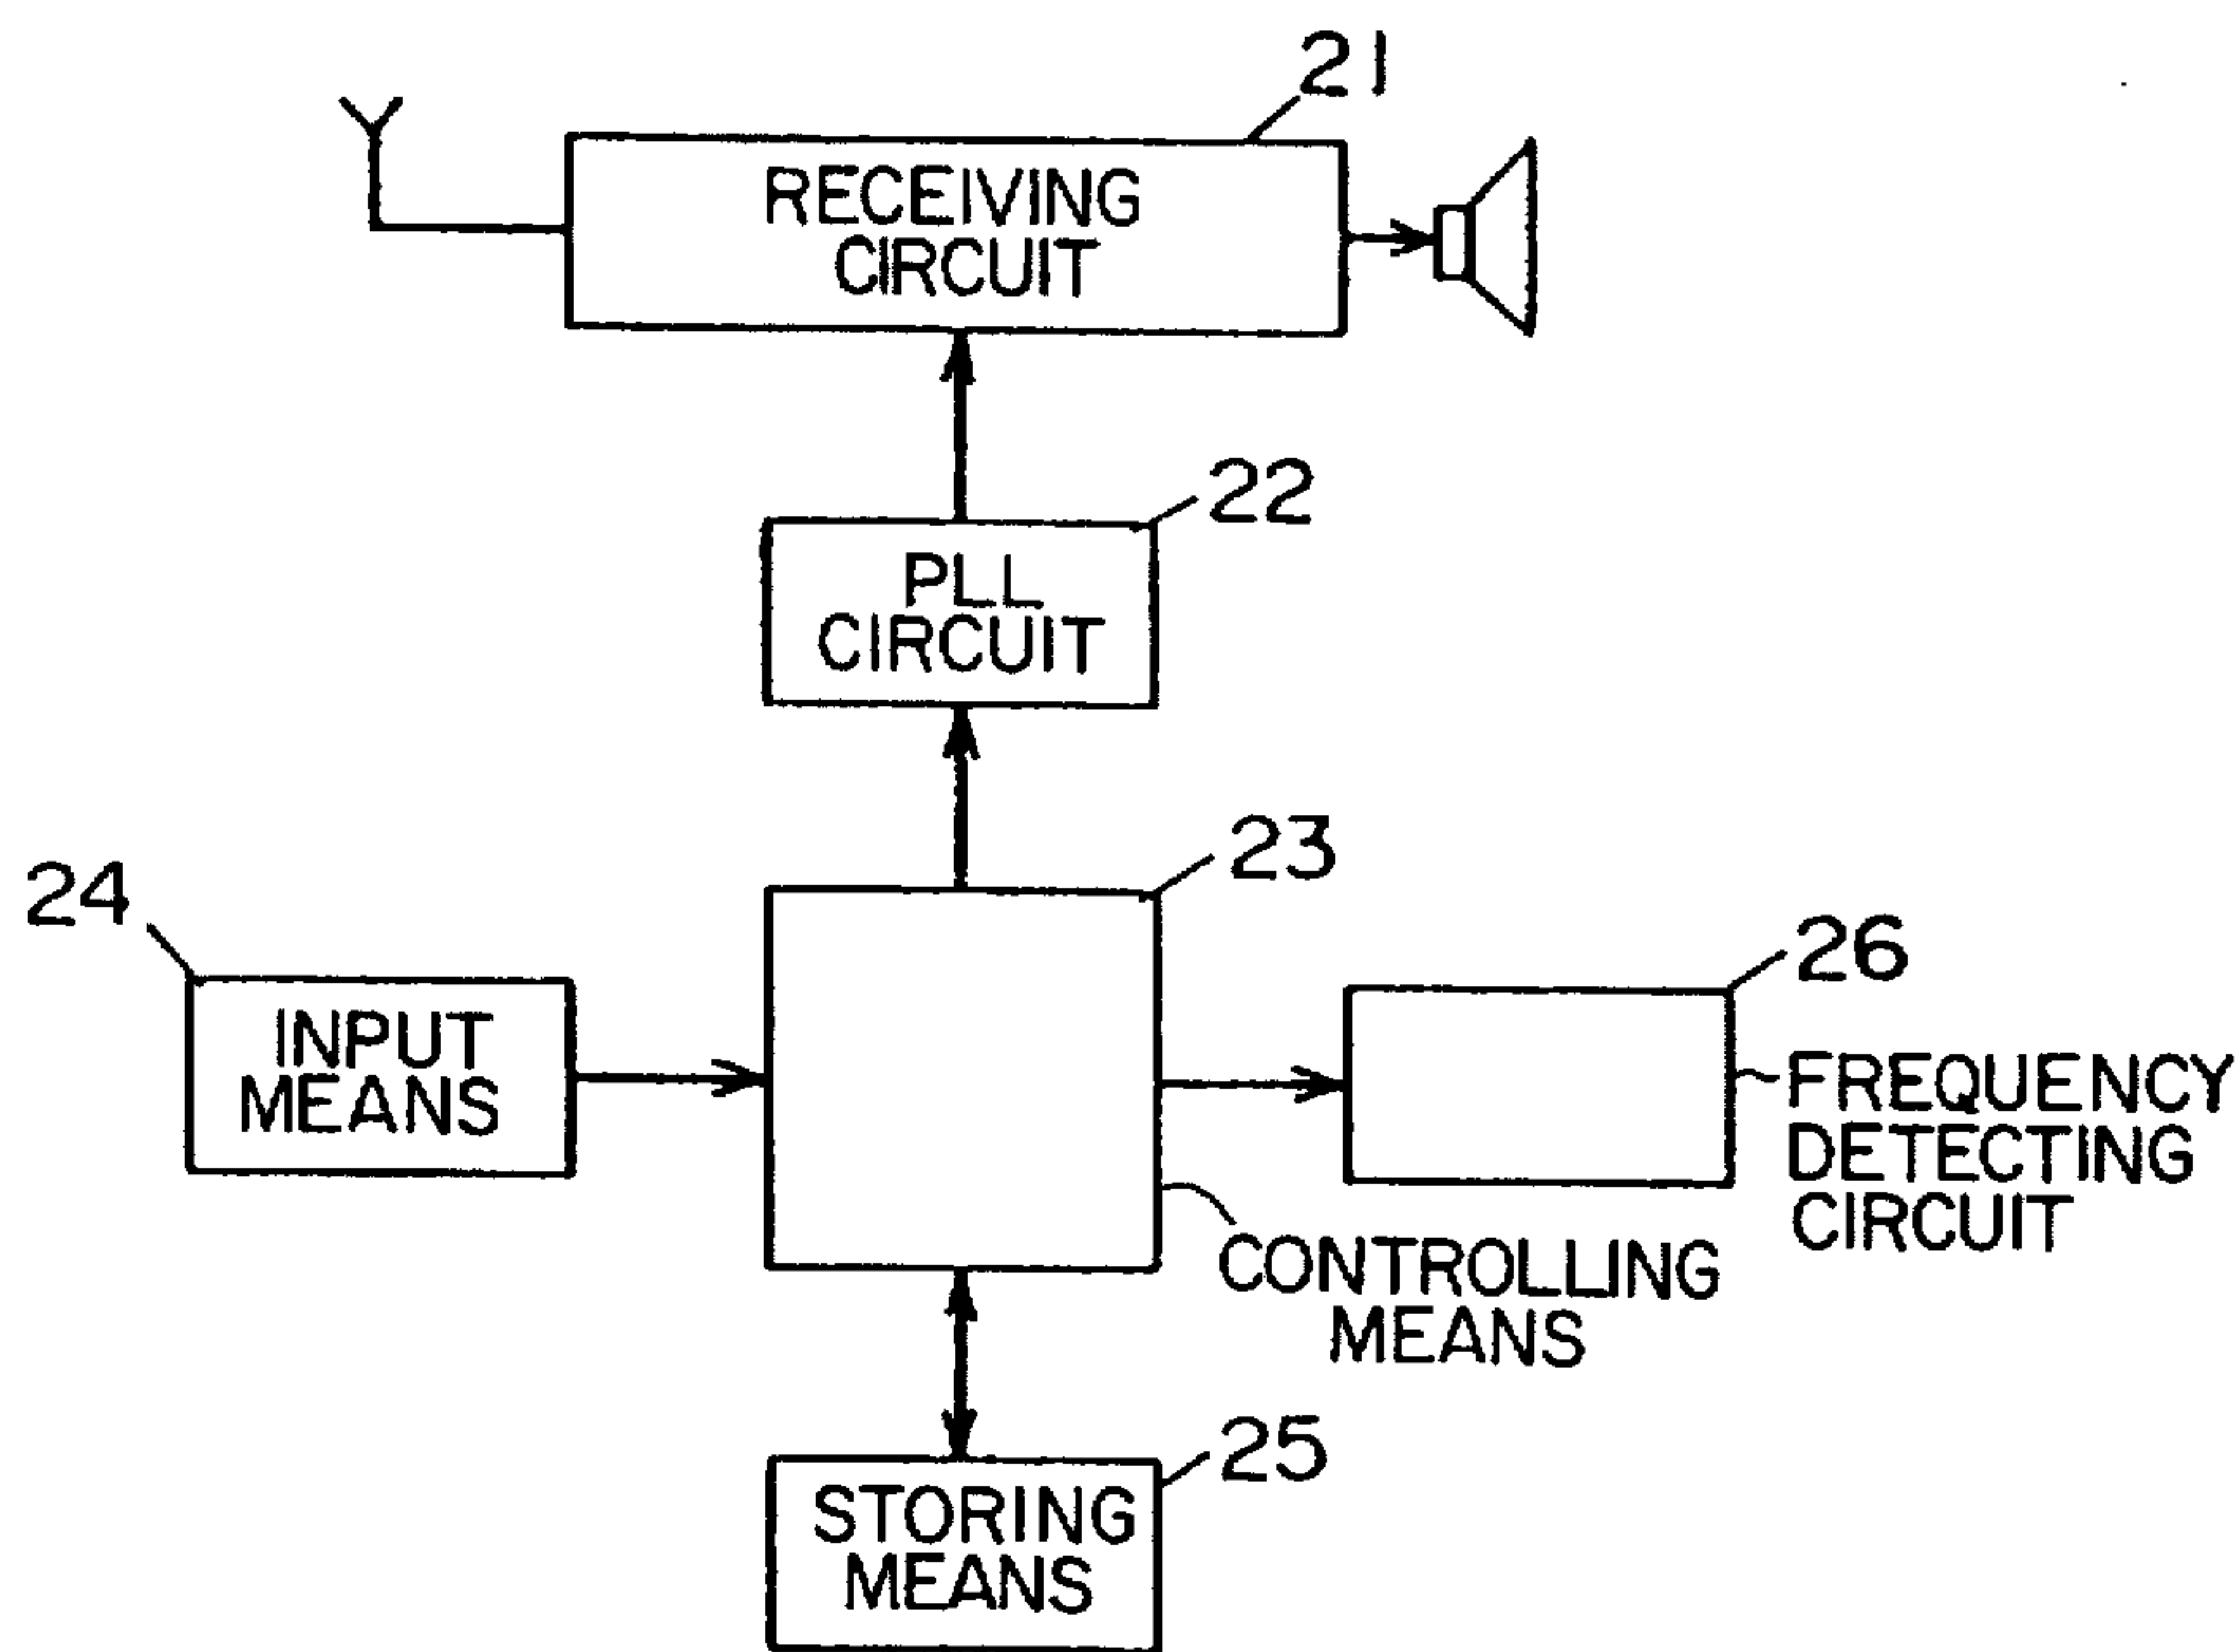 21
RECEIVING
CIRCUIT
22
PLL
CIRCUIT
23
24
INPUT
MEANS
26
FREQUENCY
DETECTING
CIRCUIT
CONTROLLING
MEANS
25
STORING
MEANS